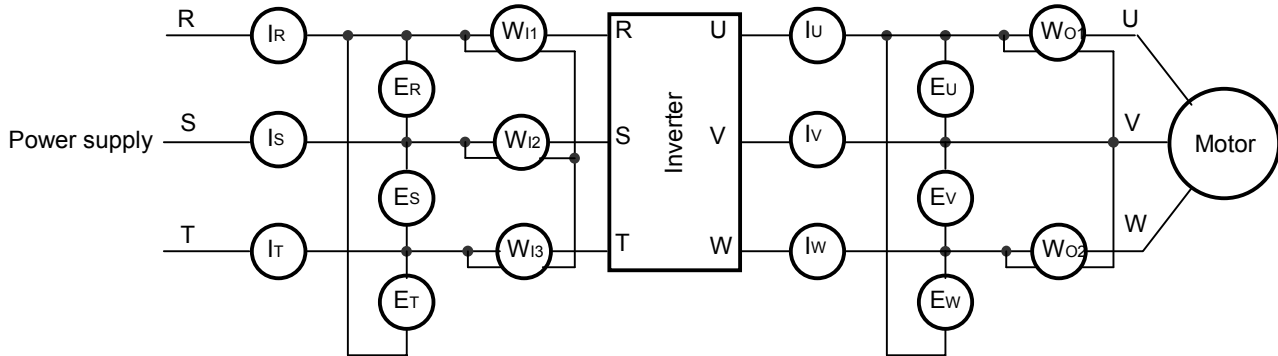 R IR WI1 R U IU WO1 U
ER EU
Power supply S IS WI2 S Inverter V IV V Motor
ES EV
T IT WI3 T W IW WO2 W
ET EW